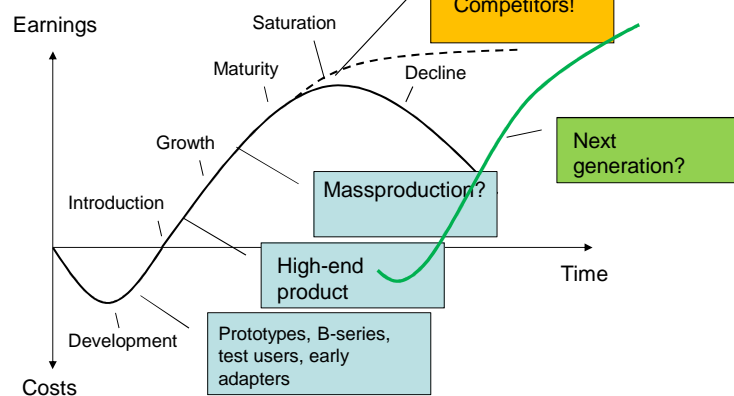 Competitors!
Earnings
Saturation
Maturity
Decline
Growth
Next
generation?
Massproduction?
Introduction
High-end
product
Time
Development
Prototypes, B-series,
test users, early
adapters
Costs